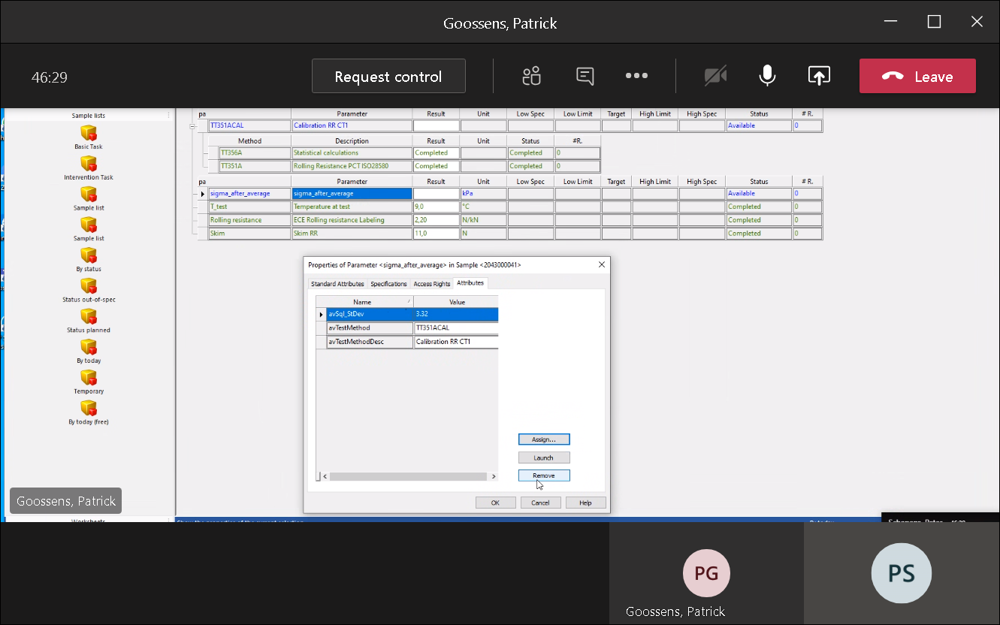 Goossens, Patrick
46:29
Request control
Leave
Sample lists
Basic Task
Intervention Task
Sample list
Sample list
By status
Status out-of-spec
Status planned
By today
Temporary
By today (free)
pa Parameter Result Unit Low Spec Low Limit Target High Limit High Spec Status # R.
TT351ACAL Calibration RR CT1 Available 0
Method Description Result Unit Status #R.
TT356A Statistical calculations Completed Completed 0
TT351A Rolling Resistance PCT ISO28580 Completed Completed 0
pa Parameter Result Unit Low Spec Low Limit Target High Limit High Spec Status # R.
sigma_after_average sigma_after_average kPa Available 0
T_test Temperature at test 9,0 °C Completed 0
Rolling resistance ECE Rolling resistance Labeling 2,20 N/kN Completed 0
Skim Skim RR 11,0 N Completed 0
Properties of Parameter <sigma_after_average> in Sample <2043000041>
Standard Attributes Specifications Access Rights Attributes
Name Value
avSql_StDev 3.32
avTestMethod TT351ACAL
avTestMethodDesc Calibration RR CT1
Assign...
Launch
Remove
OK Cancel Help
Goossens, Patrick
Worksheets
Show the properties of the current selection
PG
Goossens, Patrick
PS